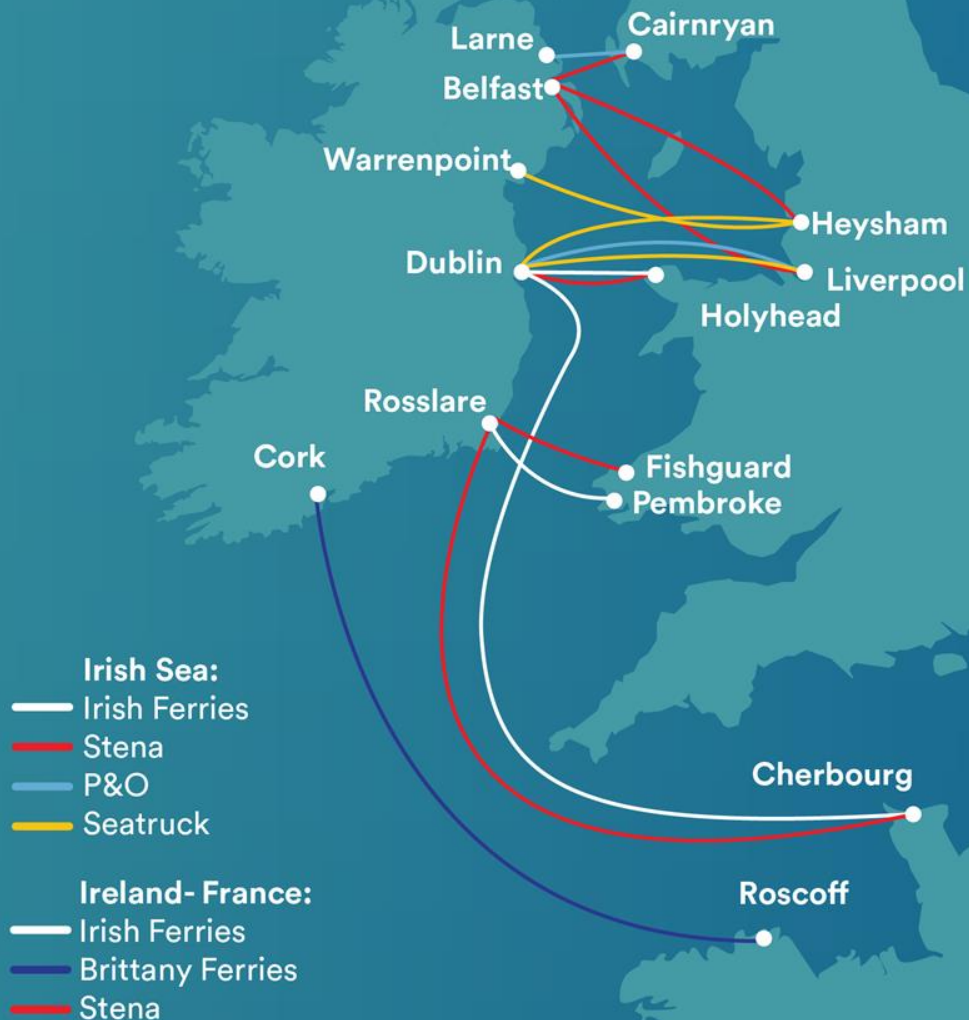 Cairnryan
Larne
Belfast
Warrenpoint
Heysham
Dublin
Liverpool
Holyhead
Rosslare
Cork
Fishguard
Pembroke
Irish Sea:
Irish Ferries
Stena
P&O
Seatruck
Cherbourg
Ireland- France:
Irish Ferries
Brittany Ferries
Stena
Roscoff